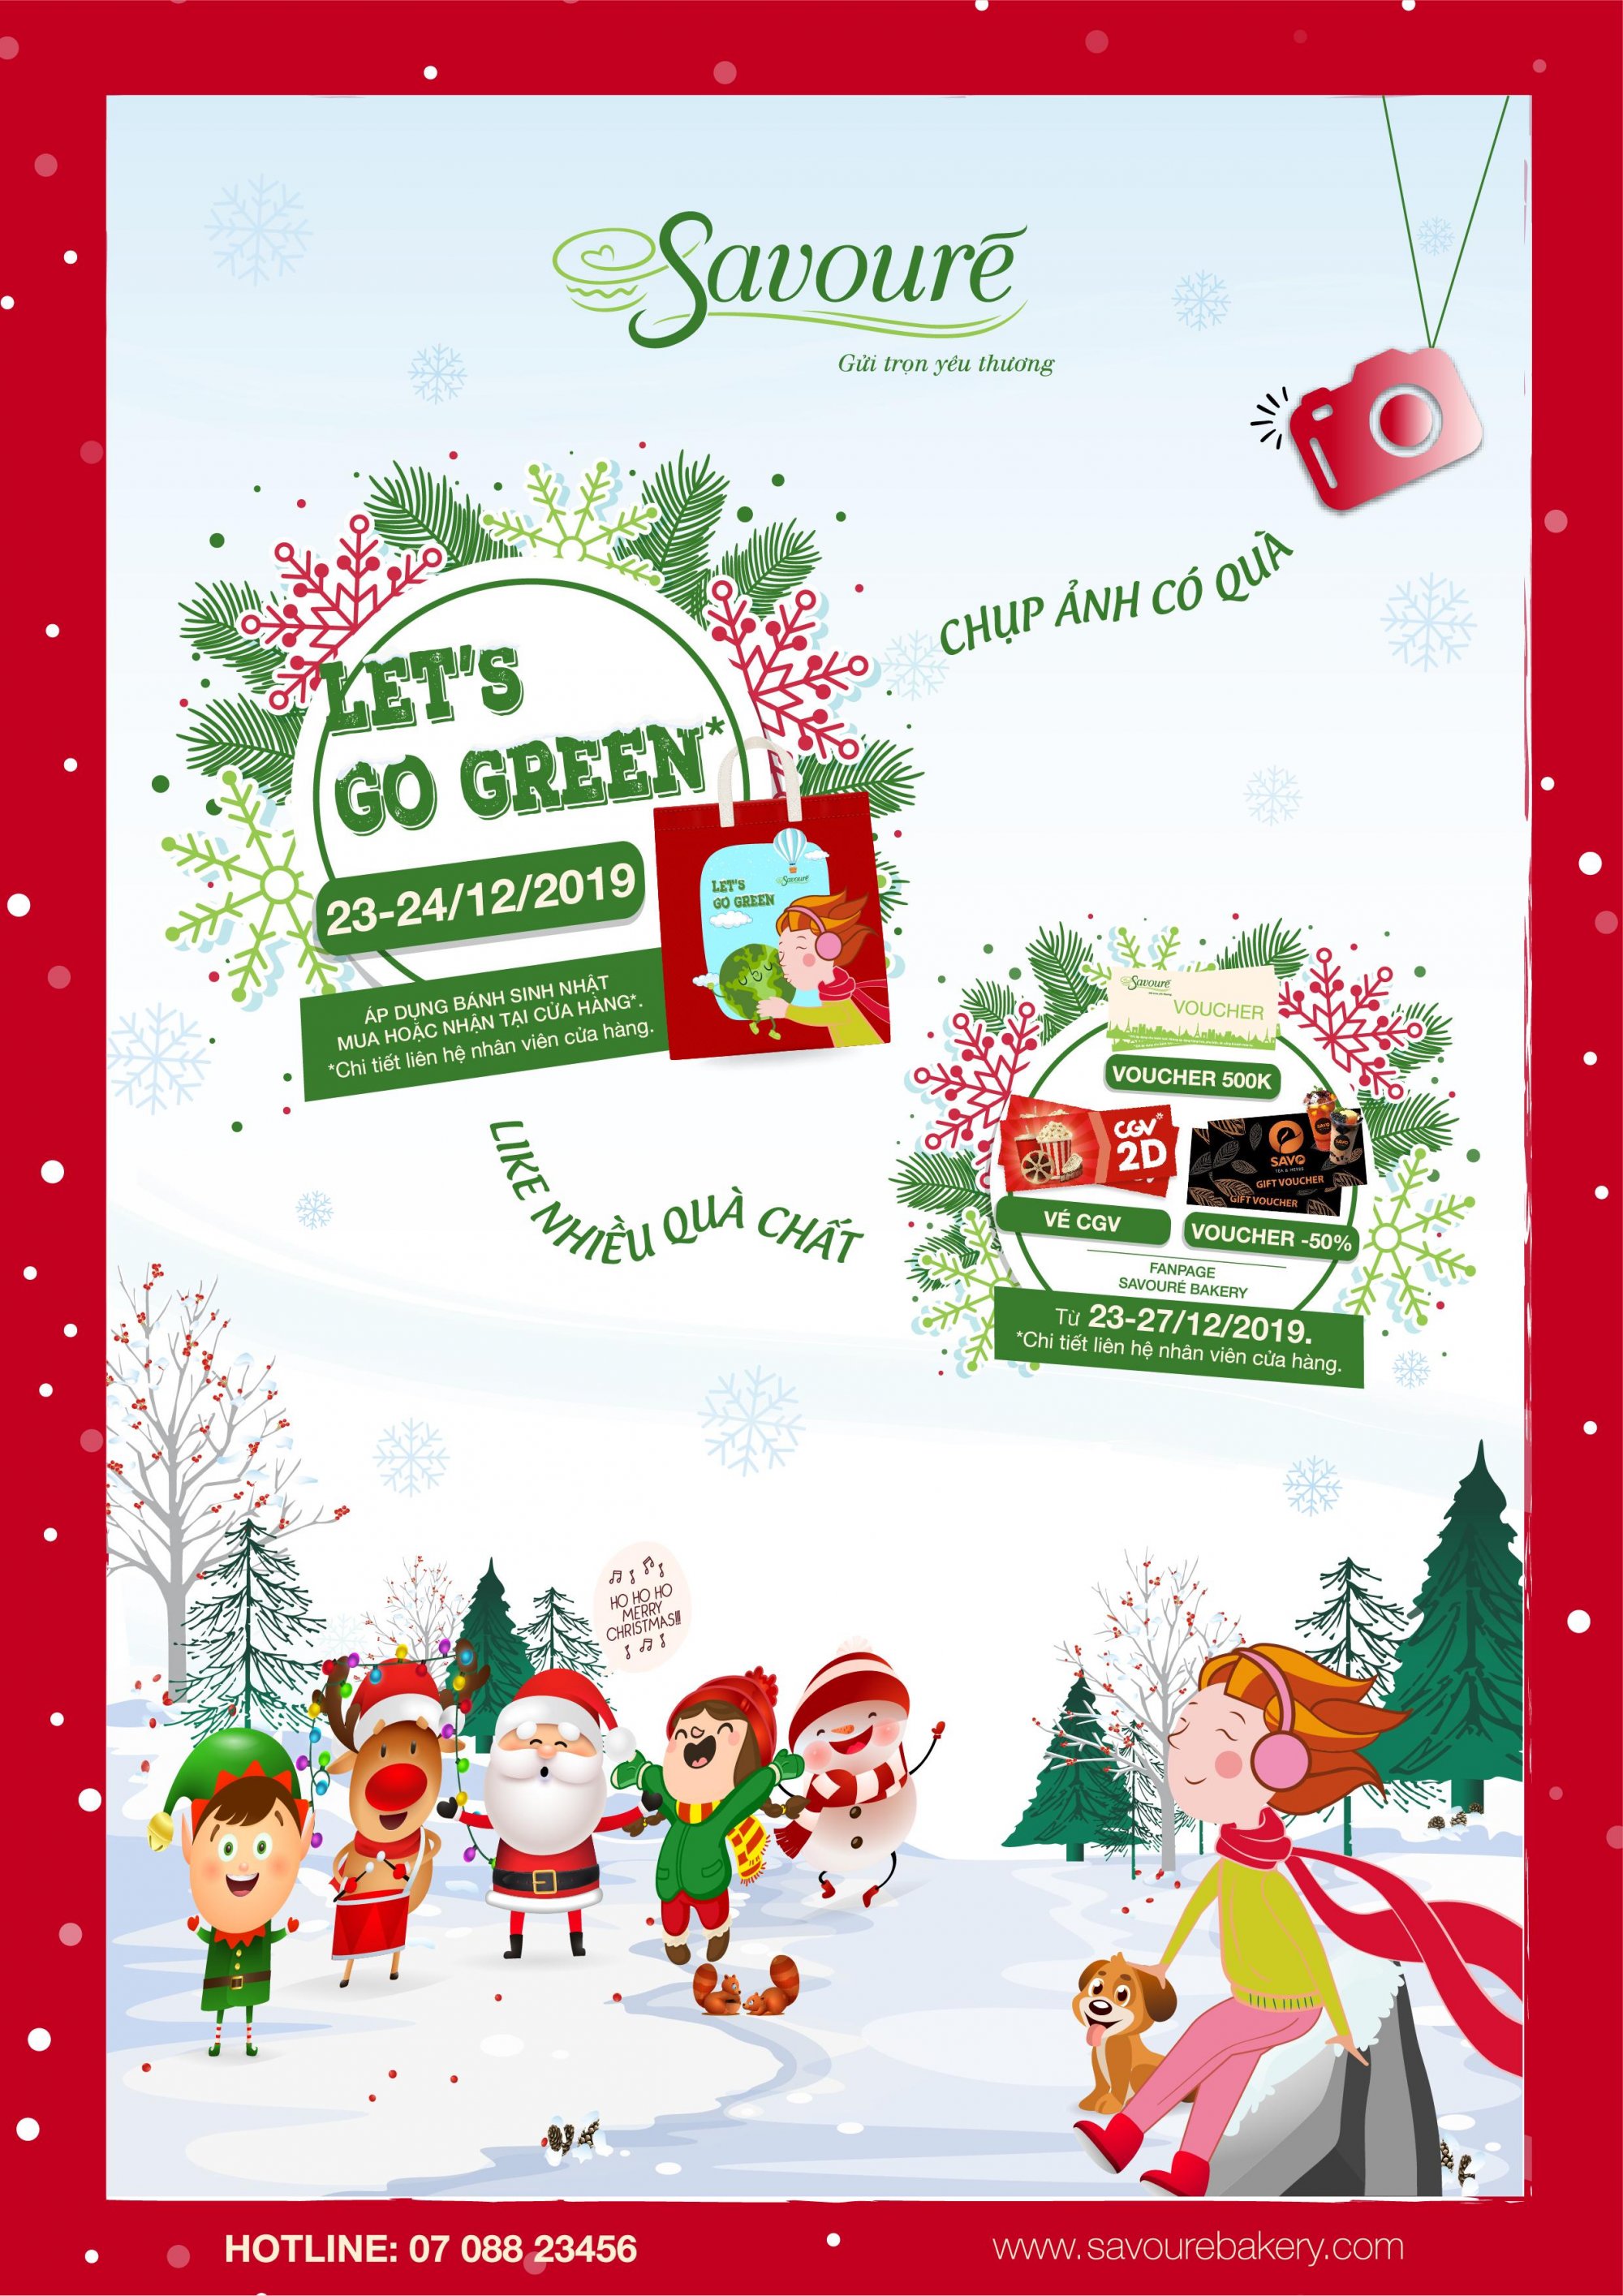 Savouré
Gửi trọn yêu thương
CHỤP ẢNH CÓ QUÀ
LET'S
GO GREEN*
23-24/12/2019
ÁP DỤNG BÁNH SINH NHẬT
MUA HOẶC NHẬN TẠI CỬA HÀNG*.
*Chi tiết liên hệ nhân viên cửa hàng.
LET'S
GO GREEN
Savouré
LIKE NHIỀU QUÀ CHẤT
Savouré
VOUCHER
VOUCHER 500K
CGV*
2D
VÉ CGV
SAVO
GIFT VOUCHER
GIFT VOUCHER
VOUCHER -50%
FANPAGE
SAVOURÉ BAKERY
Từ 23-27/12/2019.
*Chi tiết liên hệ nhân viên cửa hàng.
HO HO HO
MERRY
CHRISTMAS!!!
HOTLINE: 07 088 23456
www.savourebakery.com